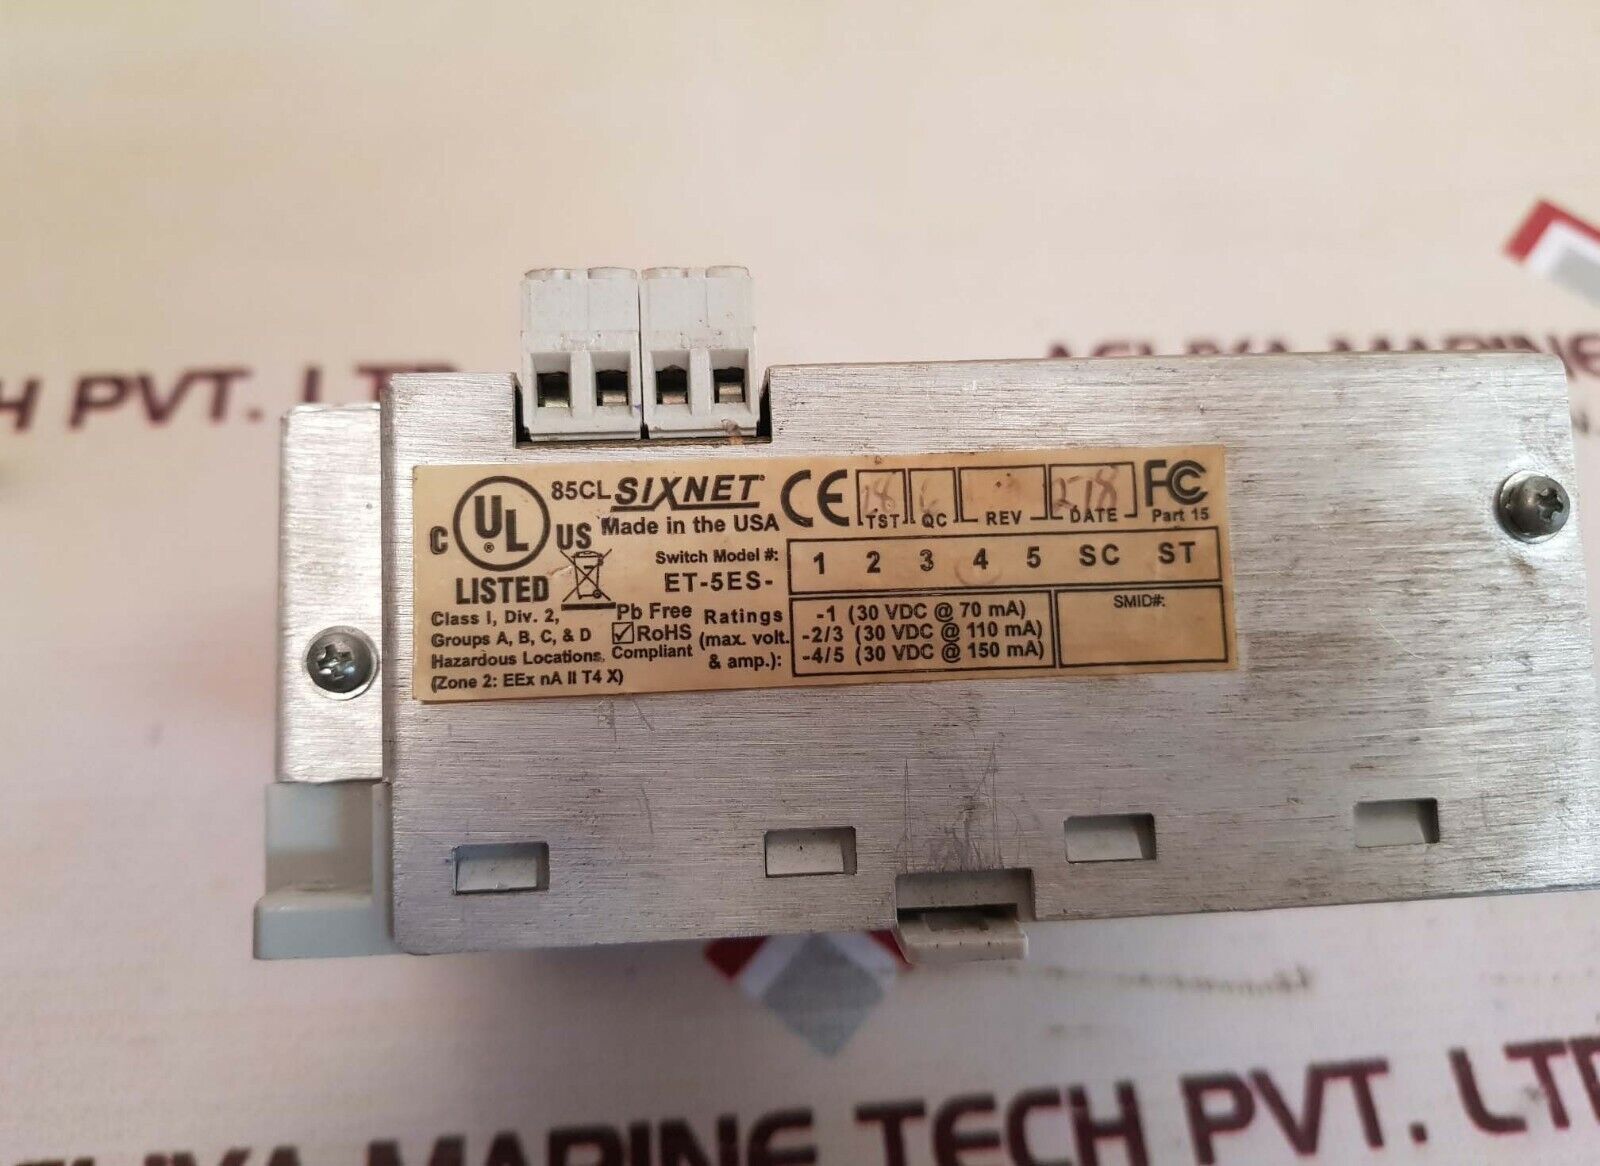 H PVT. LTD
ASHYA MARINE
85CL SIXNET
Made in the USA
C UL ® US
LISTED
CE
TST QC REV DATE
FC
Part 15
Switch Model #:
ET-5ES-
1 2 3 4 5 SC ST
Class I, Div. 2,
Groups A, B, C, & D
Hazardous Locations,
(Zone 2: EEx nA II T4 X)
Pb Free
RoHS
Compliant
Ratings
(max. volt.
& amp.):
-1 (30 VDC @ 70 mA)
-2/3 (30 VDC @ 110 mA)
-4/5 (30 VDC @ 150 mA)
SMID#:
MARINE TECH PVT. LTD